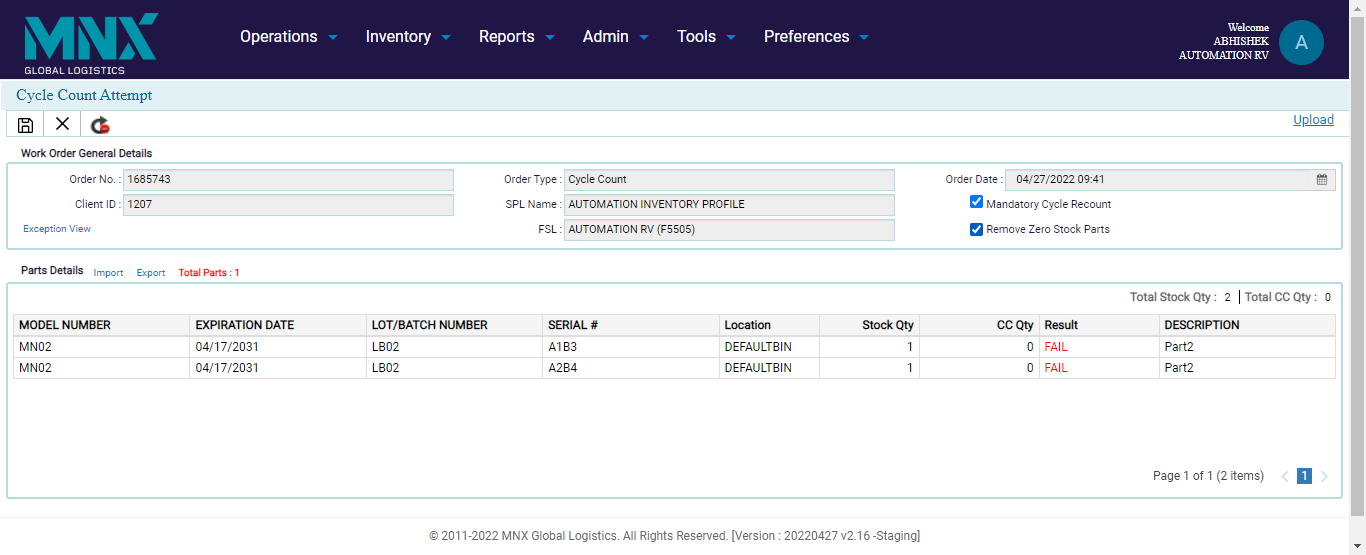 MNX
GLOBAL LOGISTICS
Operations Inventory Reports Admin Tools Preferences
Welcome
ABHISHEK
AUTOMATION RV
A
Cycle Count Attempt
Upload
Work Order General Details
Order No. : 1685743 Order Type : Cycle Count Order Date : 04/27/2022 09:41
Client ID : 1207 SPL Name : AUTOMATION INVENTORY PROFILE Mandatory Cycle Recount
Exception View FSL : AUTOMATION RV (F5505) Remove Zero Stock Parts
Parts Details Import Export Total Parts : 1
Total Stock Qty : 2 Total CC Qty : 0
MODEL NUMBER EXPIRATION DATE LOT/BATCH NUMBER SERIAL # Location Stock Qty CC Qty Result DESCRIPTION
MN02 04/17/2031 LB02 A1B3 DEFAULTBIN 1 0 FAIL Part2
MN02 04/17/2031 LB02 A2B4 DEFAULTBIN 1 0 FAIL Part2
Page 1 of 1 (2 items) 1
© 2011-2022 MNX Global Logistics. All Rights Reserved. [Version : 20220427 v2.16 -Staging]